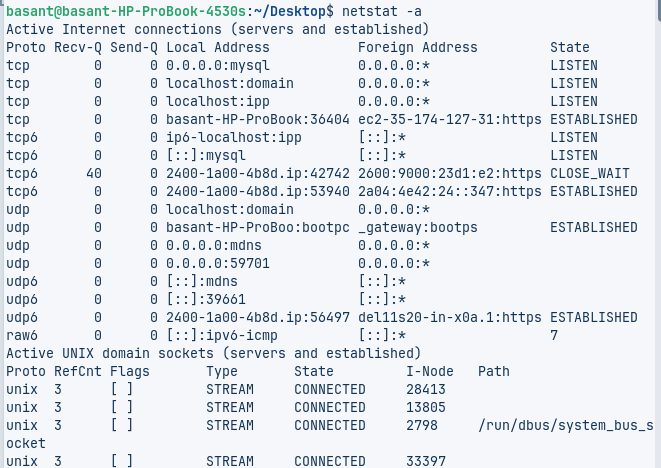 basant@basant-HP-ProBook-4530s:~/Desktop$ netstat -a
Active Internet connections (servers and established)
Proto Recv-Q Send-Q Local Address           Foreign Address         State
tcp        0      0 0.0.0.0:mysql           0.0.0.0:*               LISTEN
tcp        0      0 localhost:domain        0.0.0.0:*               LISTEN
tcp        0      0 localhost:ipp           0.0.0.0:*               LISTEN
tcp        0      0 basant-HP-ProBook:36404 ec2-35-174-127-31:https ESTABLISHED
tcp6       0      0 ip6-localhost:ipp       [::]:*                  LISTEN
tcp6       0      0 [::]:mysql              [::]:*                  LISTEN
tcp6      40      0 2400-1a00-4b8d.ip:42742 2600:9000:23d1:e2:https CLOSE_WAIT
tcp6       0      0 2400-1a00-4b8d.ip:53940 2a04:4e42:24::347:https ESTABLISHED
udp        0      0 localhost:domain        0.0.0.0:*
udp        0      0 basant-HP-ProBoo:bootpc _gateway:bootps         ESTABLISHED
udp        0      0 0.0.0.0:mdns            0.0.0.0:*
udp        0      0 0.0.0.0:59701           0.0.0.0:*
udp6       0      0 [::]:mdns               [::]:*
udp6       0      0 [::]:39661              [::]:*
udp6       0      0 2400-1a00-4b8d.ip:56497 del11s20-in-x0a.1:https ESTABLISHED
raw6       0      0 [::]:ipv6-icmp          [::]:*                  7
Active UNIX domain sockets (servers and established)
Proto RefCnt Flags       Type       State         I-Node   Path
unix  3      [ ]         STREAM     CONNECTED     28413
unix  3      [ ]         STREAM     CONNECTED     13805
unix  3      [ ]         STREAM     CONNECTED     2798     /run/dbus/system_bus_s
ocket
unix  3      [ ]         STREAM     CONNECTED     33397